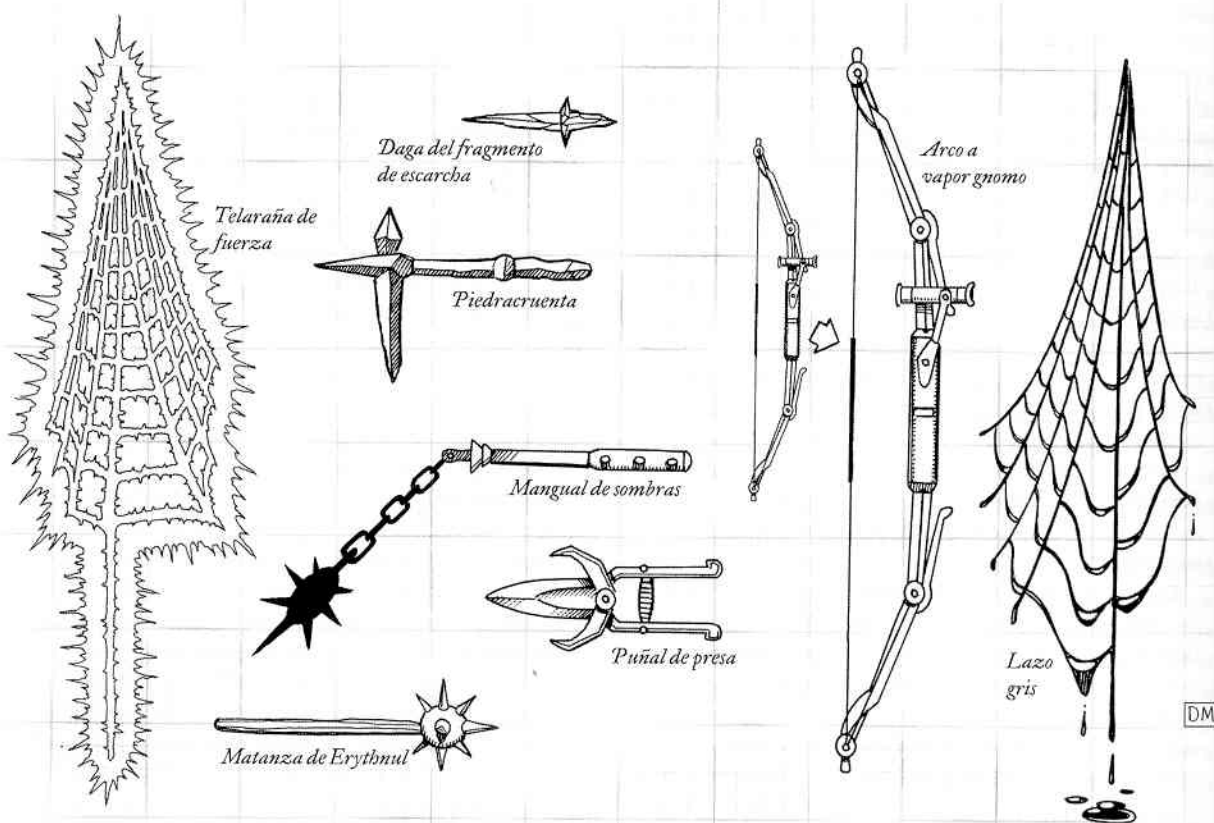 Daga del fragmento
de escarcha
Telaraña de
fuerza
Piedracruenta
Arco a
vapor gnomo
Mangual de sombras
Puñal de presa
Lazo
gris
Matanza de Erythnul
DM